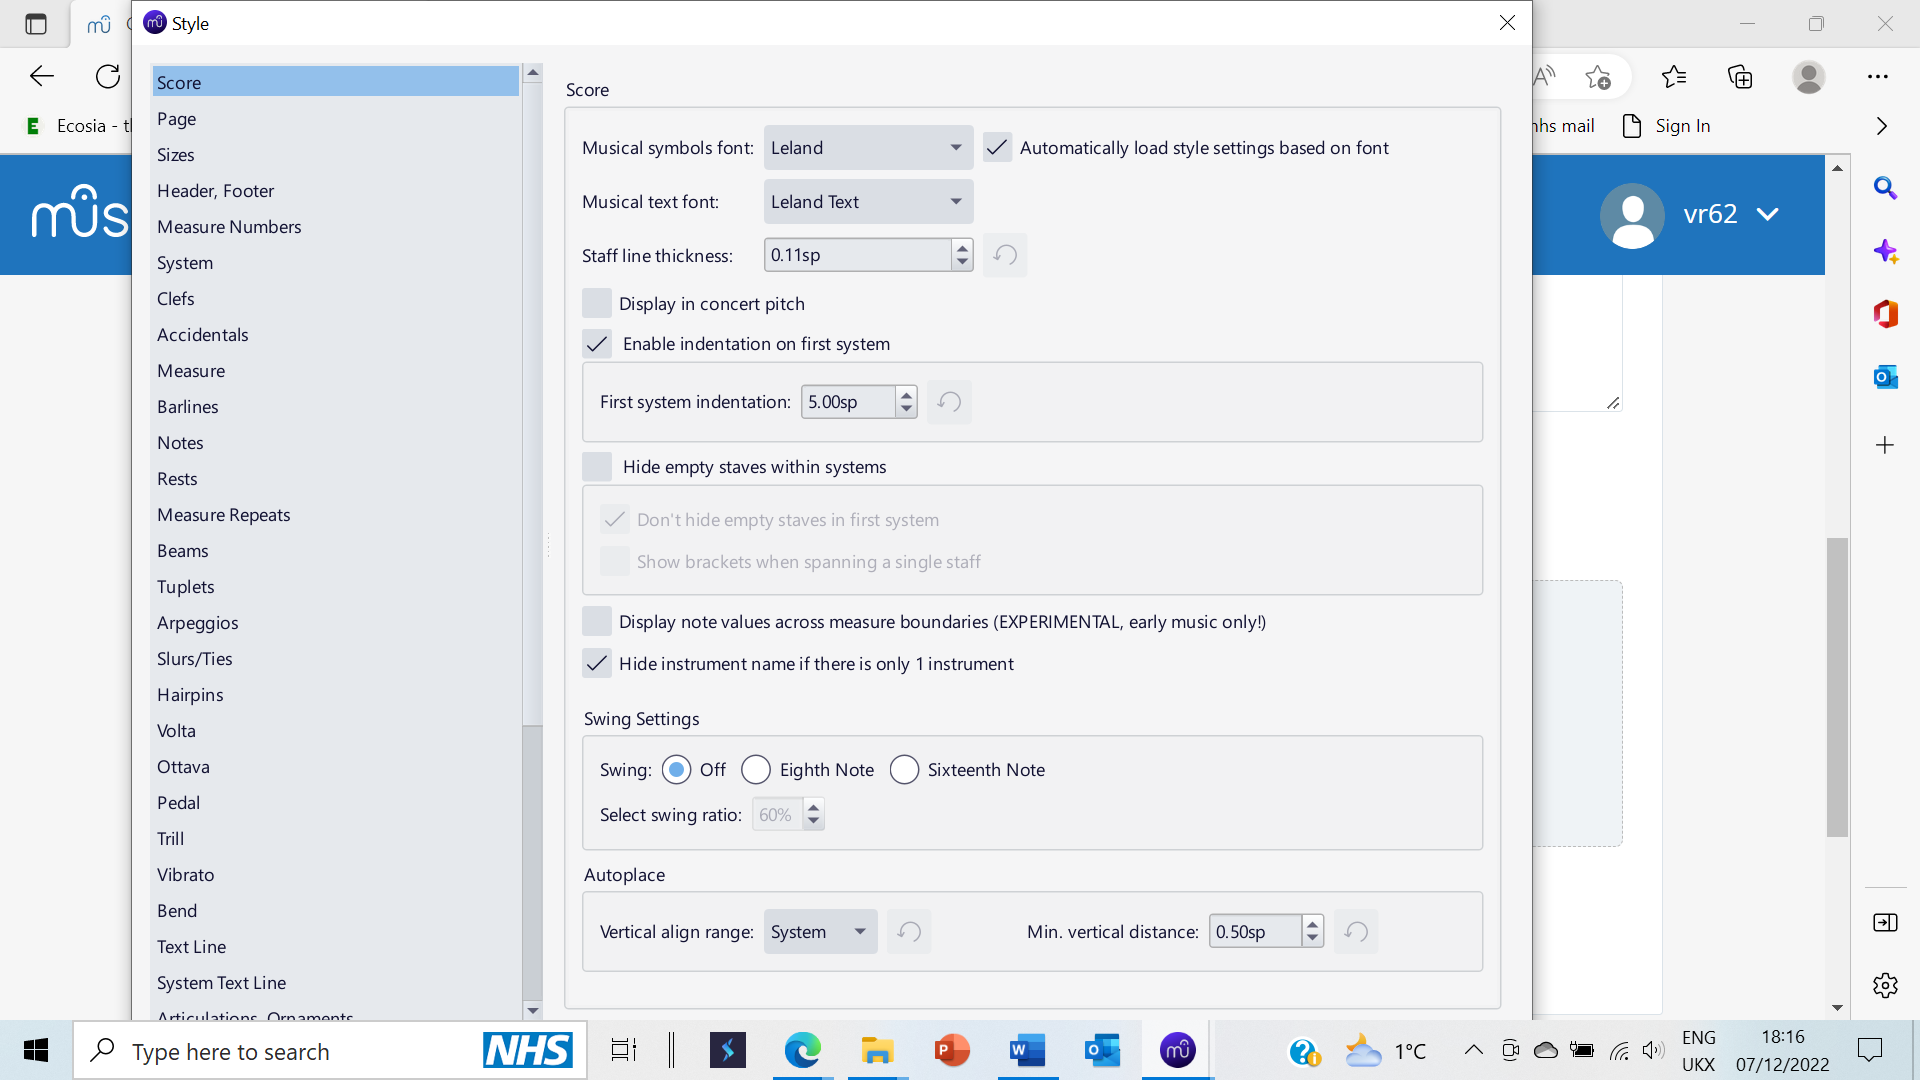 Style
Score
Page
Sizes
Header, Footer
Measure Numbers
System
Clefs
Accidentals
Measure
Barlines
Notes
Rests
Measure Repeats
Beams
Tuplets
Arpeggios
Slurs/Ties
Hairpins
Volta
Ottava
Pedal
Trill
Vibrato
Bend
Text Line
System Text Line
Articulations, Ornaments
Score
Musical symbols font: Leland Automatically load style settings based on font
Musical text font: Leland Text
Staff line thickness: 0.11sp
Display in concert pitch
Enable indentation on first system
First system indentation: 5.00sp
Hide empty staves within systems
Don't hide empty staves in first system
Show brackets when spanning a single staff
Display note values across measure boundaries (EXPERIMENTAL, early music only!)
Hide instrument name if there is only 1 instrument
Swing Settings
Swing: Off Eighth Note Sixteenth Note
Select swing ratio: 60%
Autoplace
Vertical align range: System Min. vertical distance: 0.50sp
Ecosia - tl
nhs mail Sign In
mus
vr62
Type here to search NHS
1°C
ENG
UKX
18:16
07/12/2022